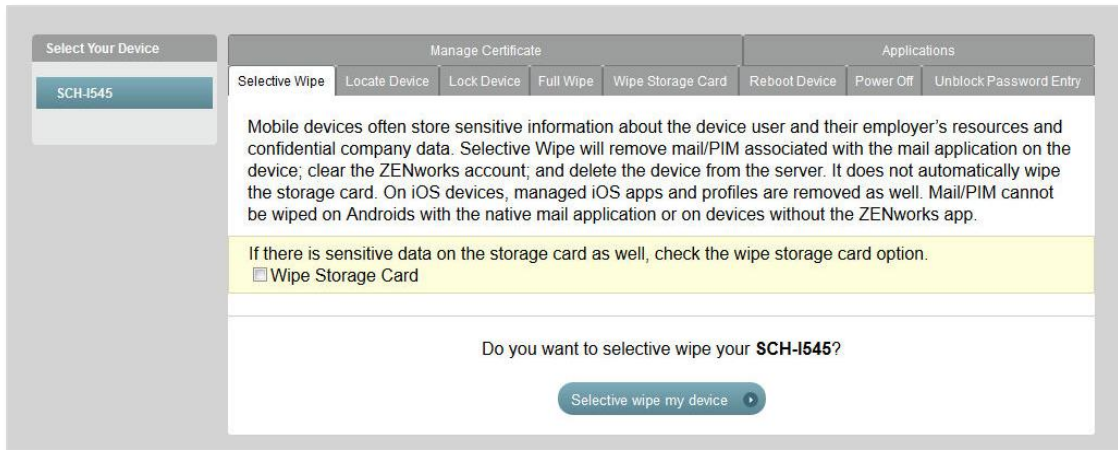 Select Your Device
SCH-I545
Manage Certificate
Applications
Selective Wipe
Locate Device
Lock Device
Full Wipe
Wipe Storage Card
Reboot Device
Power Off
Unblock Password Entry
Mobile devices often store sensitive information about the device user and their employer's resources and
confidential company data. Selective Wipe will remove mail/PIM associated with the mail application on the
device; clear the ZENworks account; and delete the device from the server. It does not automatically wipe
the storage card. On iOS devices, managed iOS apps and profiles are removed as well. Mail/PIM cannot
be wiped on Androids with the native mail application or on devices without the ZENworks app.
If there is sensitive data on the storage card as well, check the wipe storage card option.
Wipe Storage Card
Do you want to selective wipe your SCH-I545?
Selective wipe my device